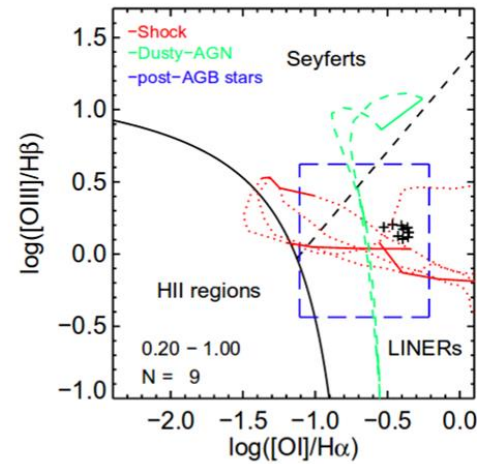 1.5
−Shock
Seyferts
−Dusty−AGN
−post−AGB stars
1.0
0.5
log([OIII]/Hβ)
0.0
HII regions
−0.5
0.20 − 1.00
LINERs
N = 9
−1.0
−2.0 −1.5 −1.0 −0.5 0.0
log([OI]/Hα)